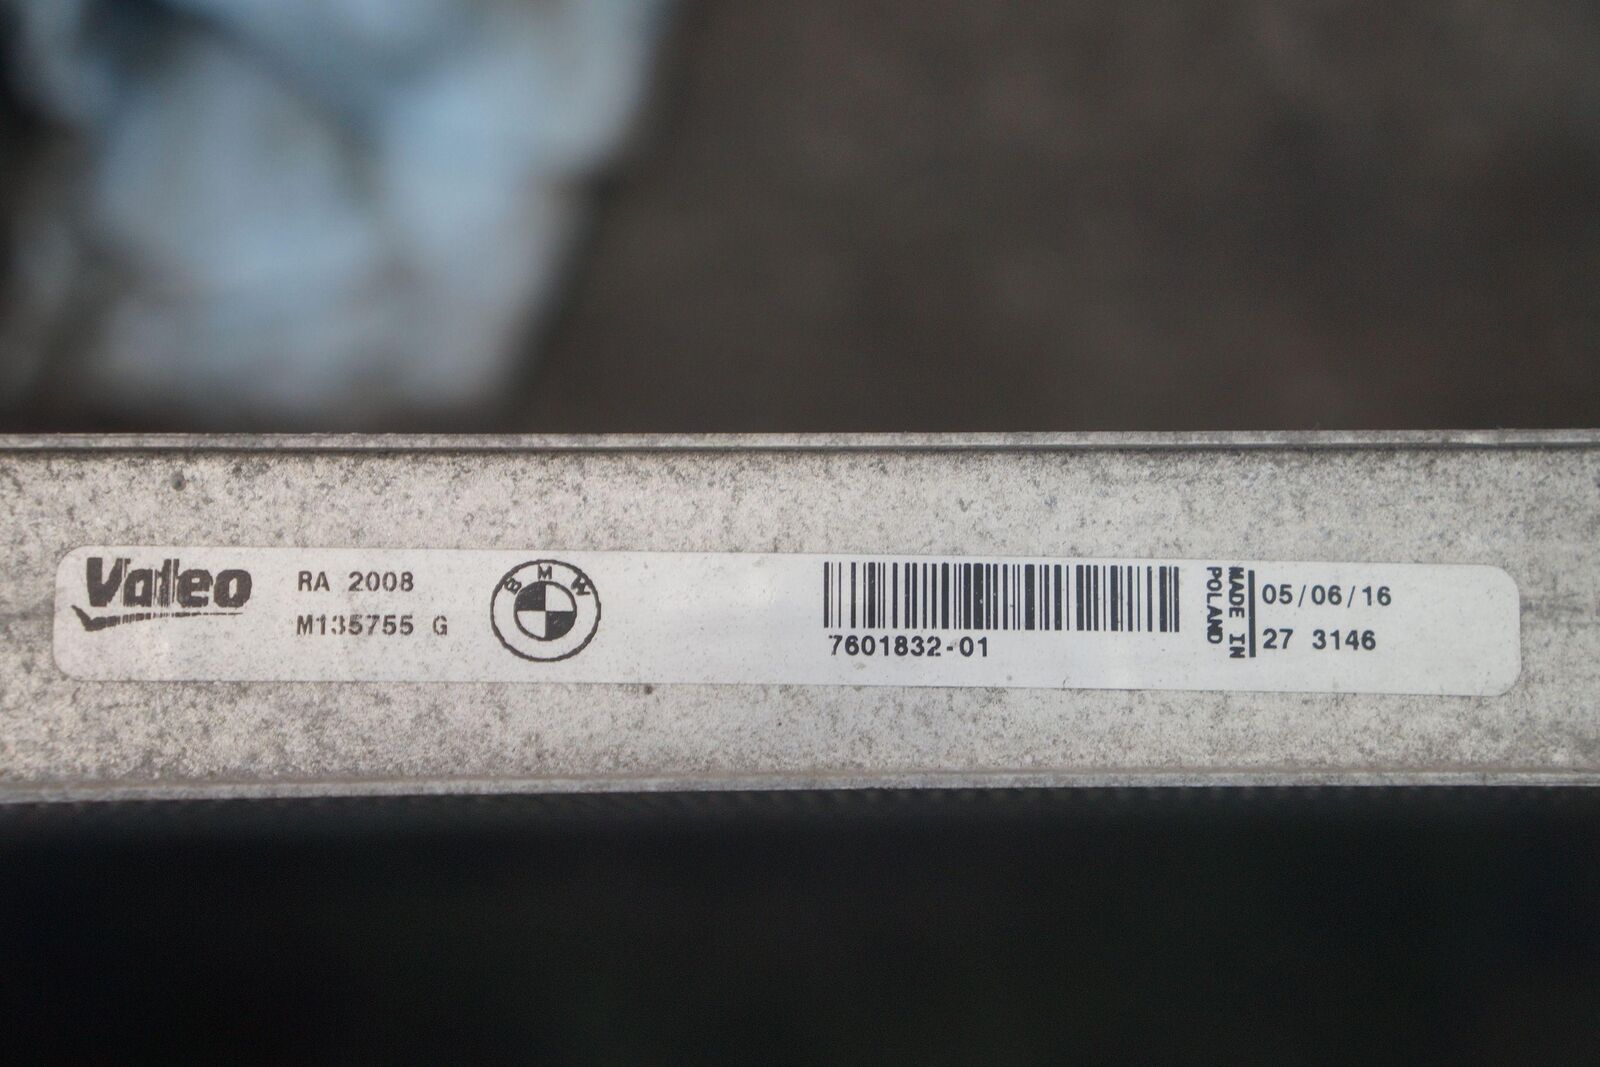 Valeo
RA 2008
M135755 G
BMW
7601832-01
MADE IN
POLAND
05/06/16
27 3146